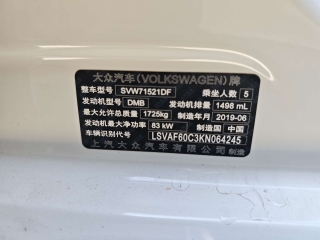 大众汽车(VOLKSWAGEN)牌
整车型号 SVW71521DF 乘坐人数 5
发动机型号 DMB 发动机排量 1498 mL
最大允许总质量 1725kg 制造年月 2019-06
发动机最大净功率 83 kW 制造国 中国
车辆识别代号 LSVAF60C3KN064245
上汽大众汽车有限公司制造